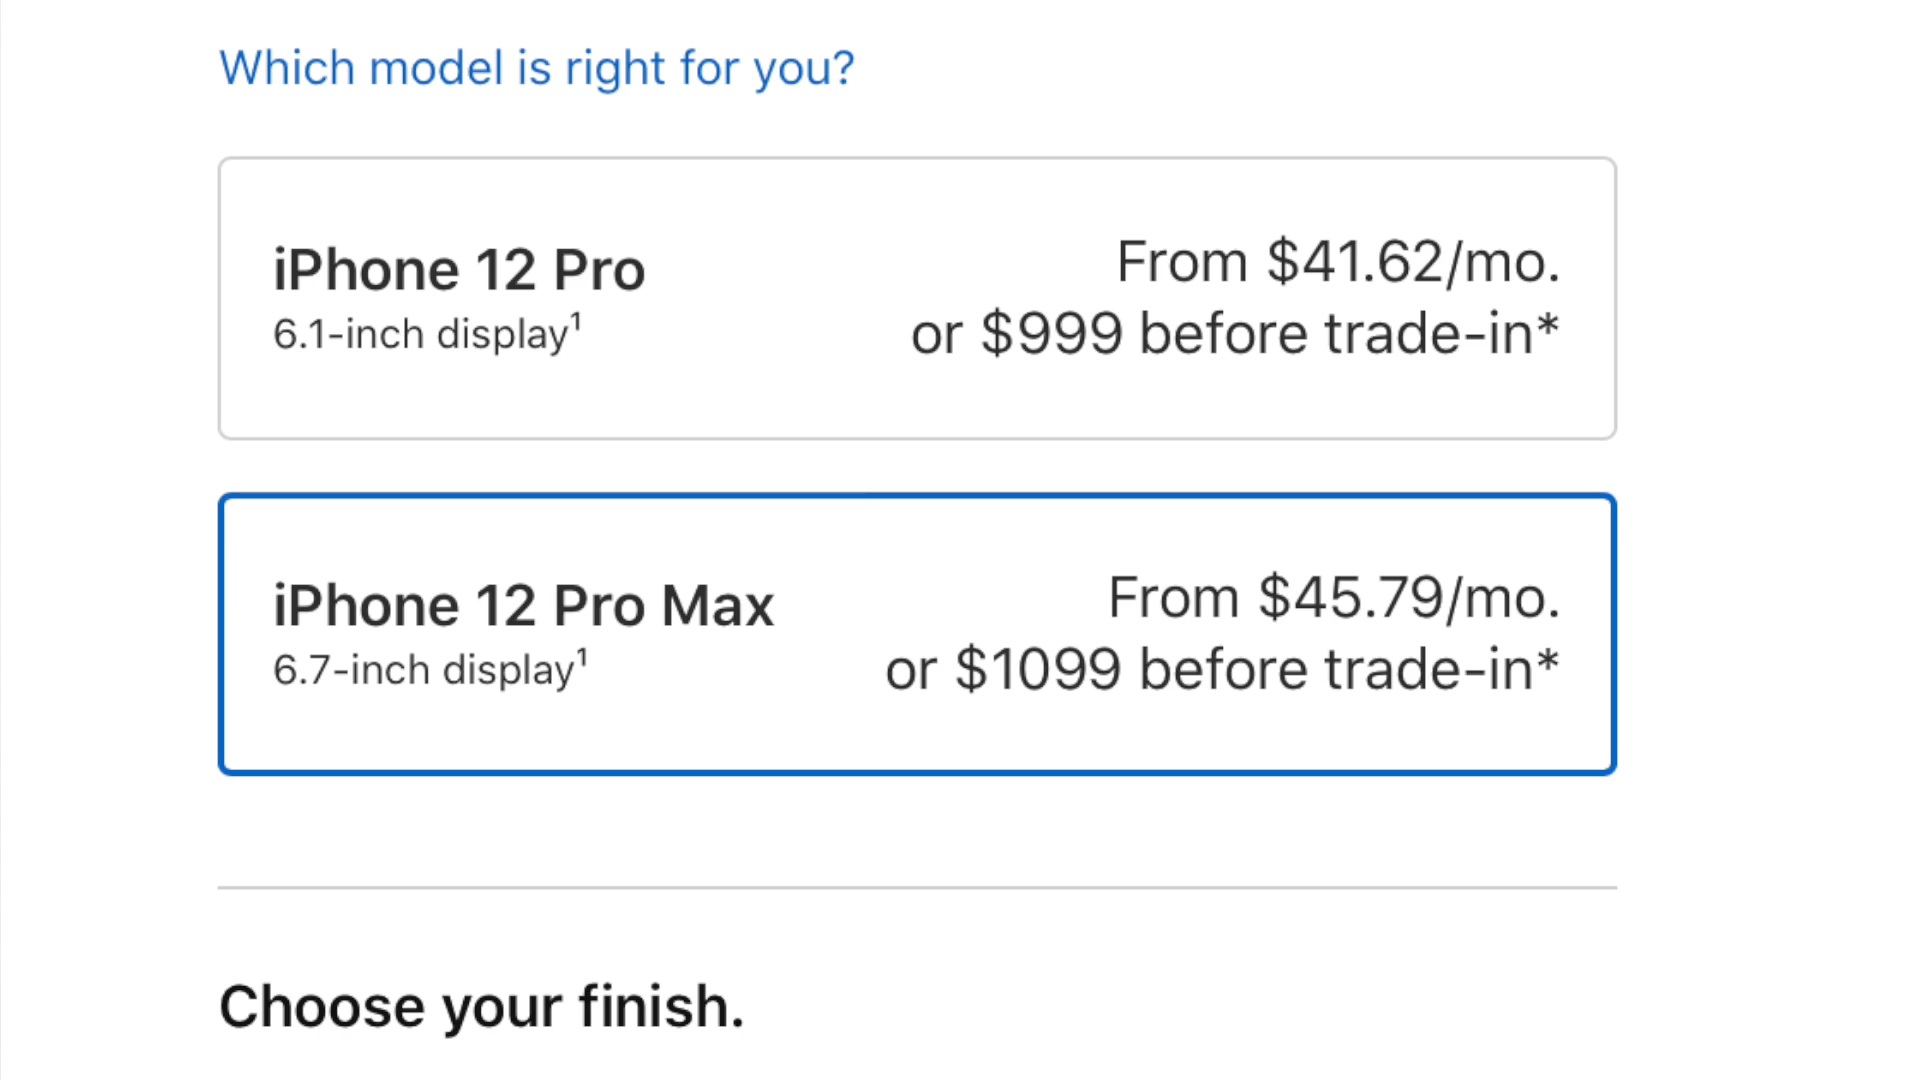 Which model is right for you?
iPhone 12 Pro
6.1-inch display¹
From $41.62/mo.
or $999 before trade-in*
iPhone 12 Pro Max
6.7-inch display¹
From $45.79/mo.
or $1099 before trade-in*
Choose your finish.